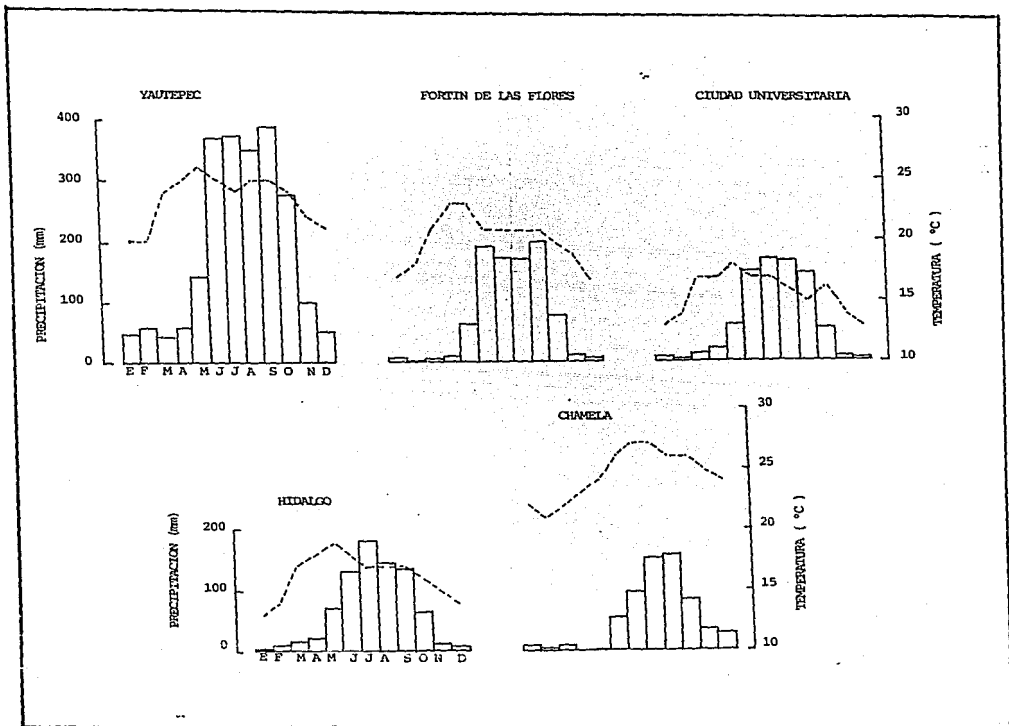 YAUTEPEC
FORTIN DE LAS FLORES
CIUDAD UNIVERSITARIA
PRECIPITACION (mm)
400
300
200
100
0
E F M A M J J A S O N D
30
25
20
15
10
TEMPERATURA ( °C )
HIDALGO
CHAMELA
PRECIPITACION (mm)
200
100
0
E F M A M J J A S O N D
30
25
20
15
10
TEMPERATURA ( °C )